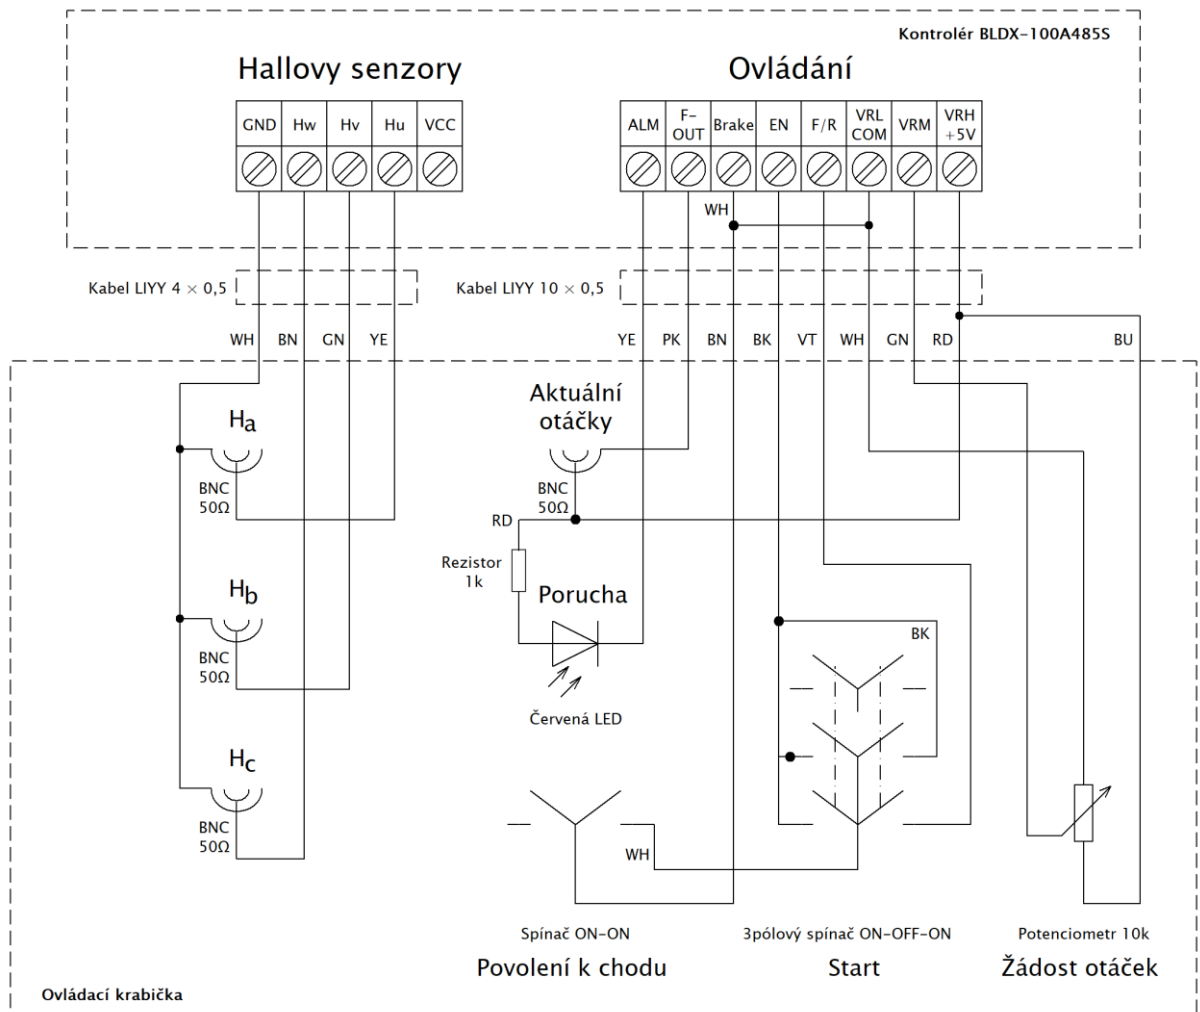 Kontrolér BLDX-100A485S
Hallovy senzory
Ovládání
GND Hw Hv Hu VCC
ALM F-OUT Brake EN F/R VRL COM VRM VRH +5V
WH
Kabel LIYY 4 × 0,5
Kabel LIYY 10 × 0,5
WH BN GN YE
YE PK BN BK VT WH GN RD BU
Ha
BNC
50Ω
Aktuální
otáčky
BNC
50Ω
RD
Rezistor
1k
Porucha
Červená LED
Hb
BNC
50Ω
BK
Hc
BNC
50Ω
WH
Spínač ON-ON
Povolení k chodu
3pólový spínač ON-OFF-ON
Start
Potenciometr 10k
Žádost otáček
Ovládací krabička